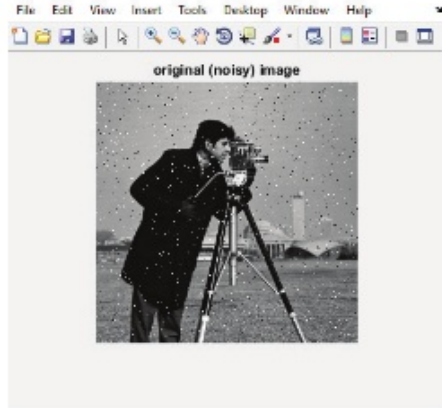 File Edit View Insert Tools Desktop Window Help
original (noisy) image